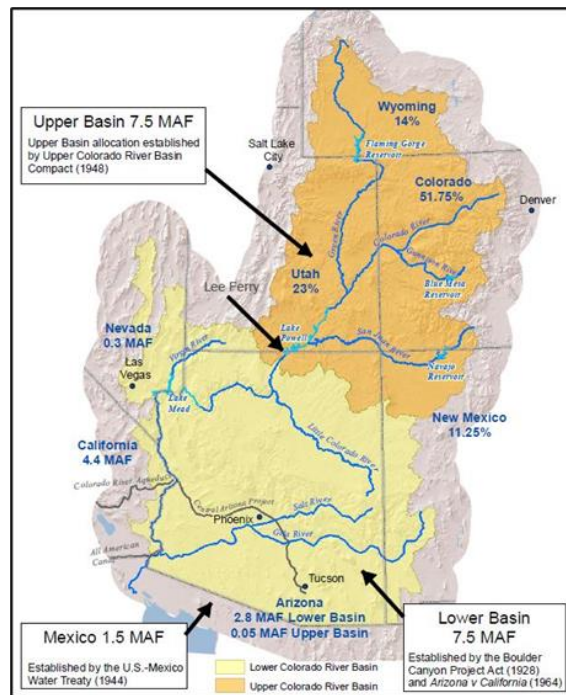 Wyoming
14%
Upper Basin 7.5 MAF
Upper Basin allocation established
by Upper Colorado River Basin
Compact (1948)
Salt Lake
City
Flaming Gorge
Reservoir
Colorado
51.75%
Denver
Green River
Colorado River
Gunnison River
Blue Mesa
Reservoir
Utah
23%
Lee Ferry
Lake
Powell
San Juan River
Navajo
Reservoir
Nevada
0.3 MAF
Las
Vegas
Virgin River
Lake
Mead
New Mexico
11.25%
California
4.4 MAF
Little Colorado River
Colorado River Aqueduct
Central Arizona Project
Salt River
Phoenix
Gila River
All American
Canal
Tucson
Arizona
2.8 MAF Lower Basin
0.05 MAF Upper Basin
Mexico 1.5 MAF
Established by the U.S.-Mexico
Water Treaty (1944)
Lower Basin
7.5 MAF
Established by the Boulder
Canyon Project Act (1928)
and Arizona v California (1964)
Lower Colorado River Basin
Upper Colorado River Basin